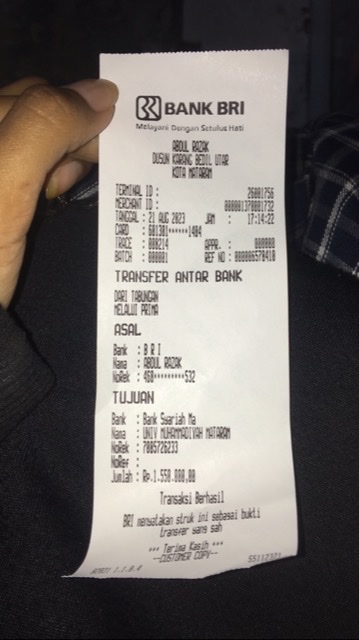 BANK BRI
Melayani Dengan Setulus Hati
ABDUL RAZAK
DUSUN KARANG BEDIL UTAR
KOTA MATARAM
TERMINAL ID : 26001756
MERCHANT ID : 000001370001732
TANGGAL : 21 AUG 2023 JAM : 17:14:22
CARD : 601301******1404
TRACE : 000214 APPR. : 000000
BATCH : 000001 REF NO : 000006578410
TRANSFER ANTAR BANK
DARI TABUNGAN
MELALUI PRIMA
ASAL
Bank : B R I
Nama : ABDUL RAZAK
NoRek : 460*********532
TUJUAN
Bank : Bank Syariah Ma
Nama : UNIV MUHAMMADIYAH MATARAM
NoRek : 7005726233
NoRef :
Jumlah : Rp.1.550.000,00
Transaksi Berhasil
BRI menyatakan struk ini sebagai bukti
transfer yang sah
*** Terima Kasih ***
--CUSTOMER COPY--